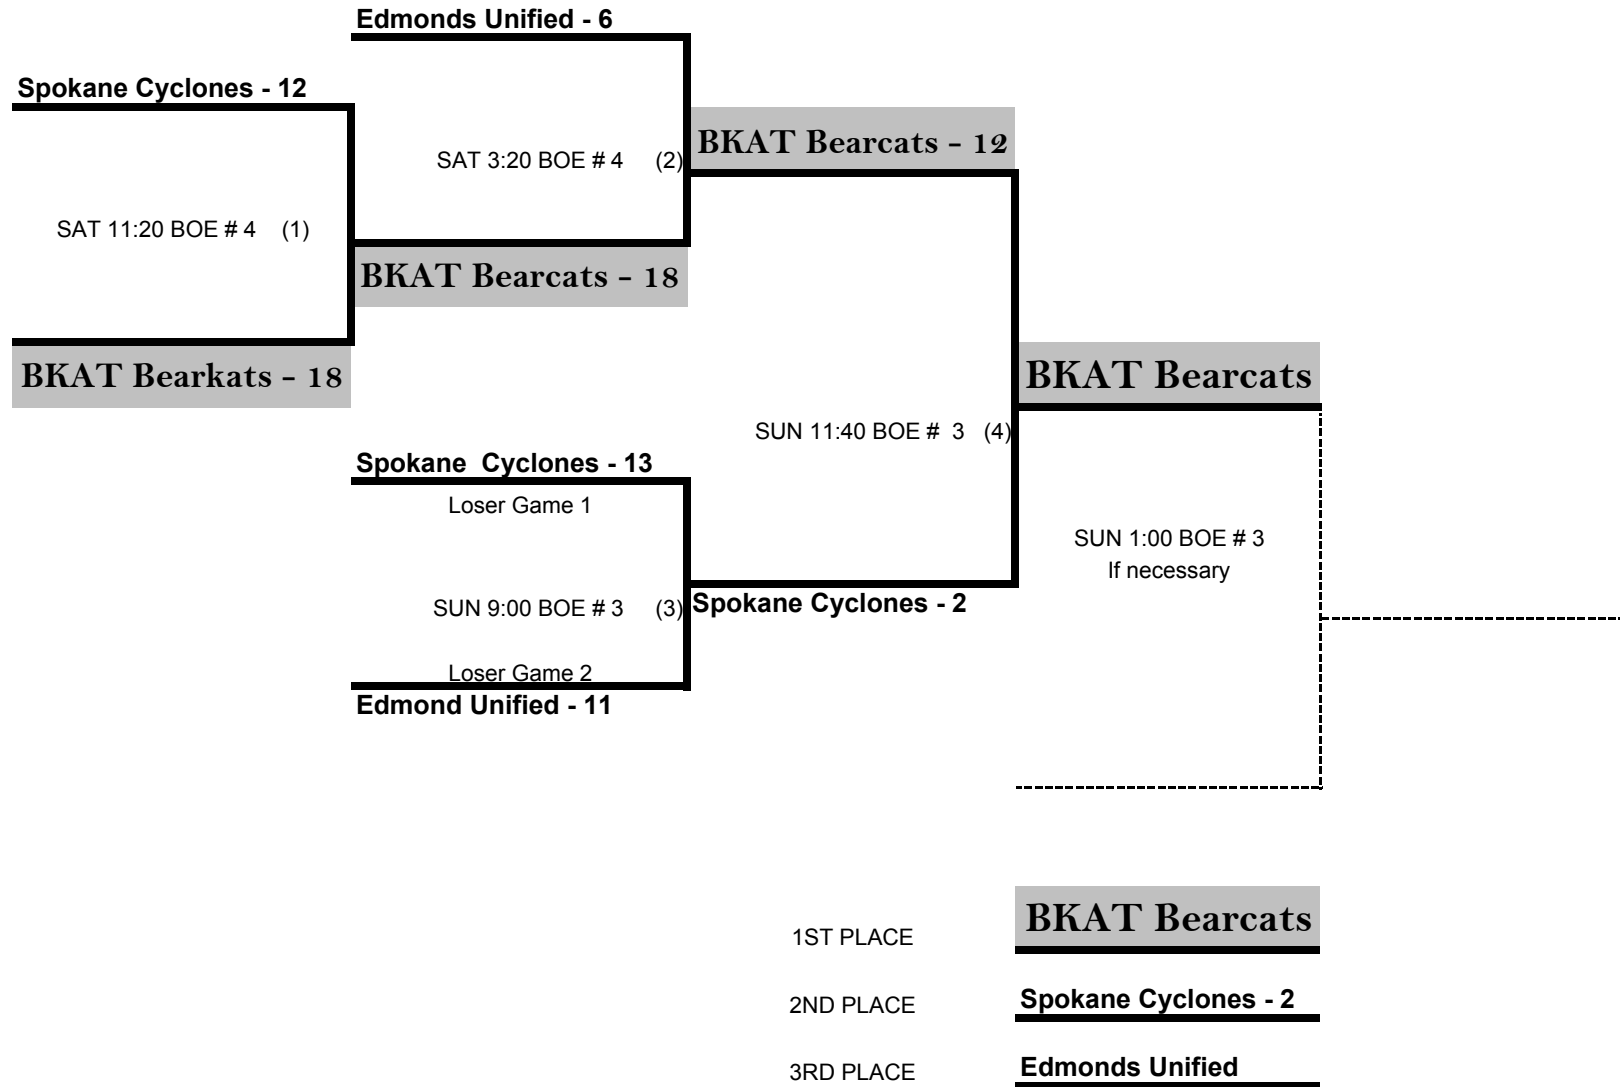 Edmonds Unified - 6
Spokane Cyclones - 12
BKAT Bearcats - 12
SAT 3:20 BOE # 4 (2)
SAT 11:20 BOE # 4 (1)
BKAT Bearcats - 18
BKAT Bearkats - 18
BKAT Bearcats
SUN 11:40 BOE # 3 (4)
Spokane Cyclones - 13
Loser Game 1
SUN 1:00 BOE # 3
If necessary
SUN 9:00 BOE # 3 (3)
Spokane Cyclones - 2
Loser Game 2
Edmond Unified - 11
1ST PLACE
BKAT Bearcats
2ND PLACE
Spokane Cyclones - 2
3RD PLACE
Edmonds Unified